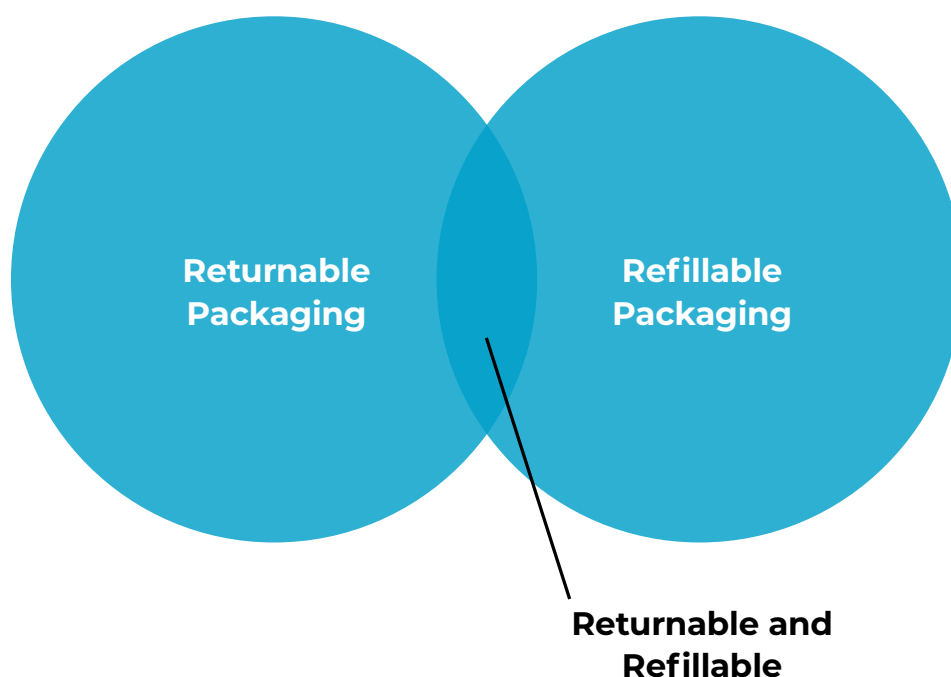 Returnable
Packaging
Refillable
Packaging
Returnable and
Refillable